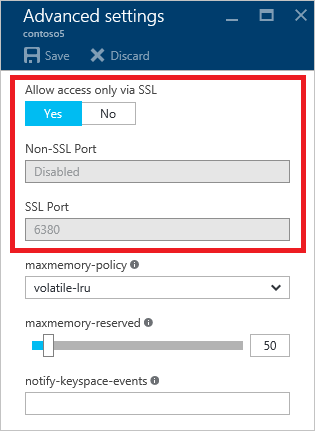 Advanced settings
contoso5
Save Discard
Allow access only via SSL
Yes No
Non-SSL Port
Disabled
SSL Port
6380
maxmemory-policy
volatile-lru
maxmemory-reserved
50
notify-keyspace-events